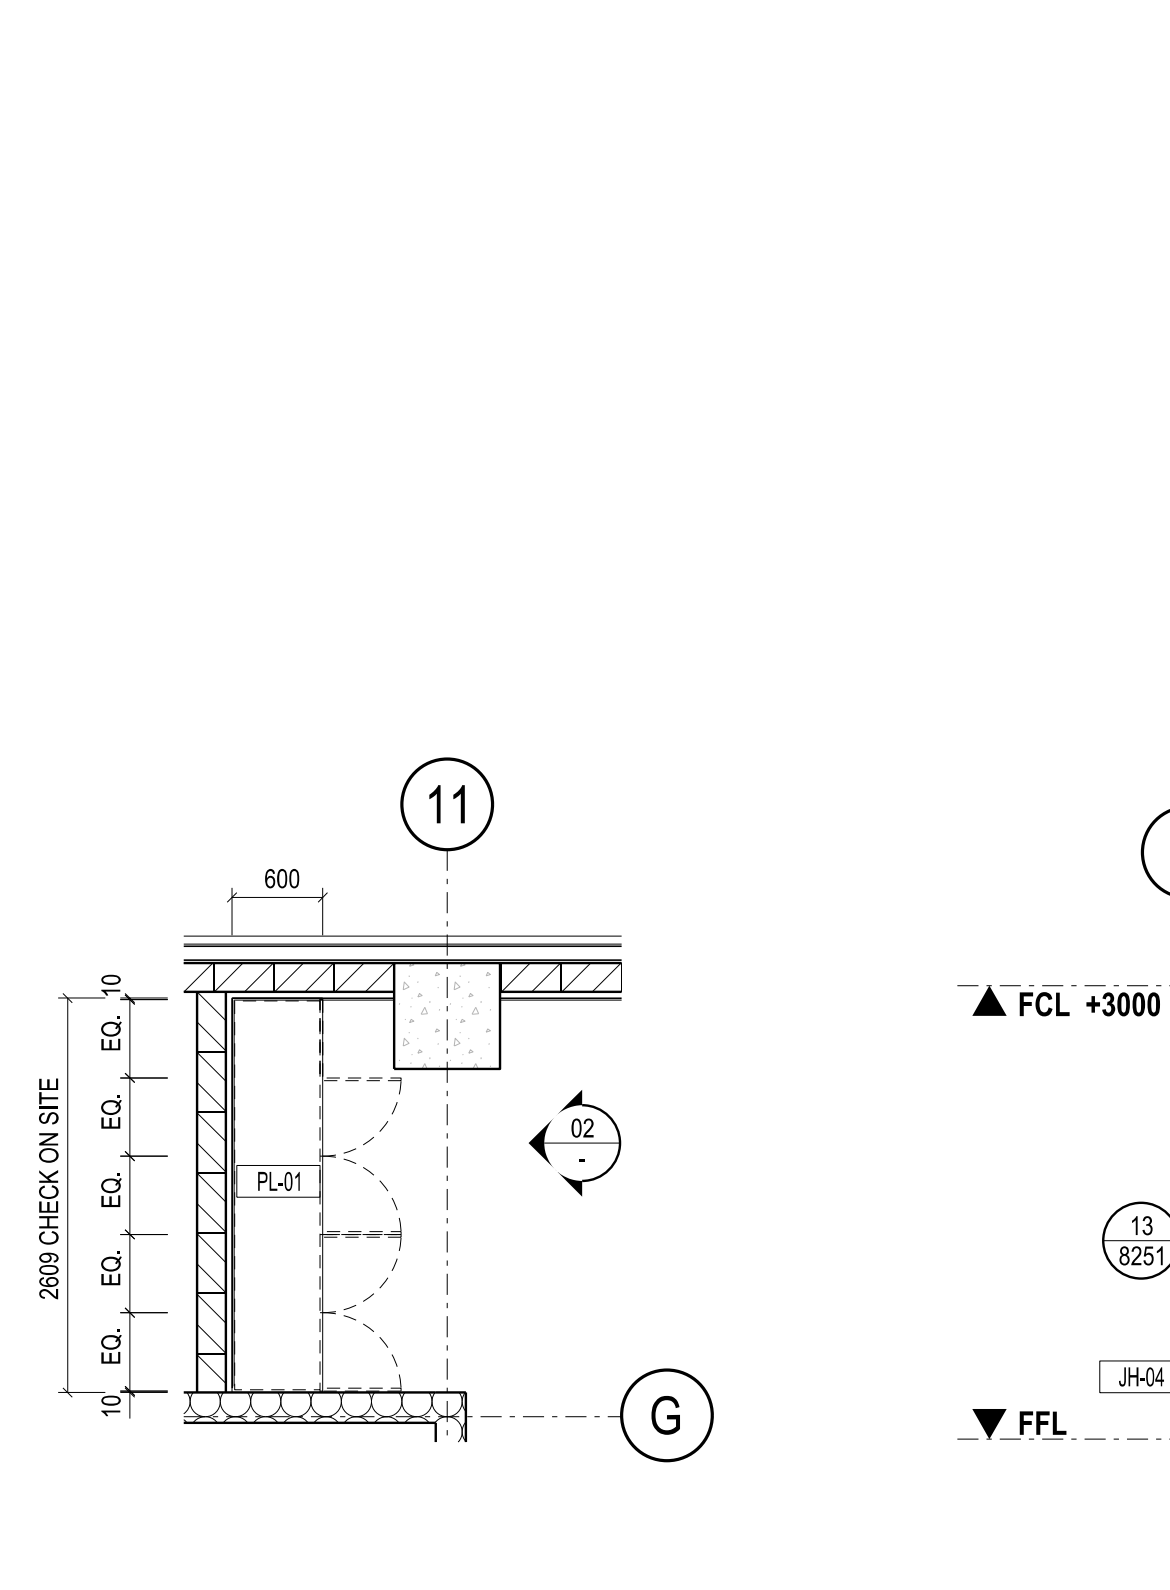 11
600
10
EQ.
EQ.
EQ.
EQ.
EQ.
10
2609 CHECK ON SITE
PL-01
02
-
G
FCL +3000
13
8251
JH-04
FFL